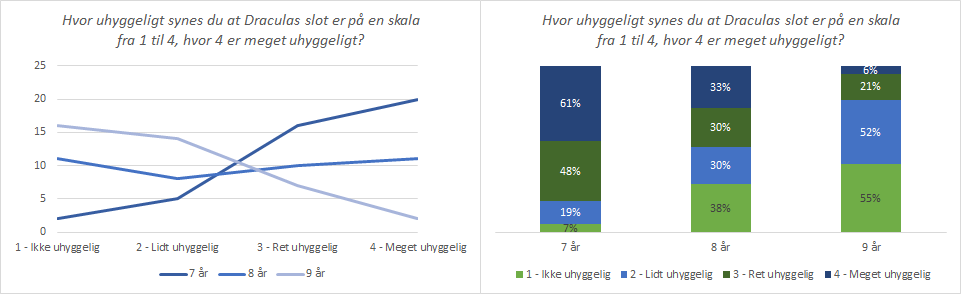 Hvor uhyggeligt synes du at Draculas slot er på en skala
fra 1 til 4, hvor 4 er meget uhyggeligt?
25
20
15
10
5
0
1 - Ikke uhyggelig 2 - Lidt uhyggelig 3 - Ret uhyggelig 4 - Meget uhyggelig
7 år 8 år 9 år
Hvor uhyggeligt synes du at Draculas slot er på en skala
fra 1 til 4, hvor 4 er meget uhyggeligt?
61%
48%
19%
7%
33%
30%
30%
38%
6%
21%
52%
55%
7 år 8 år 9 år
1 - Ikke uhyggelig 2 - Lidt uhyggelig 3 - Ret uhyggelig 4 - Meget uhyggelig